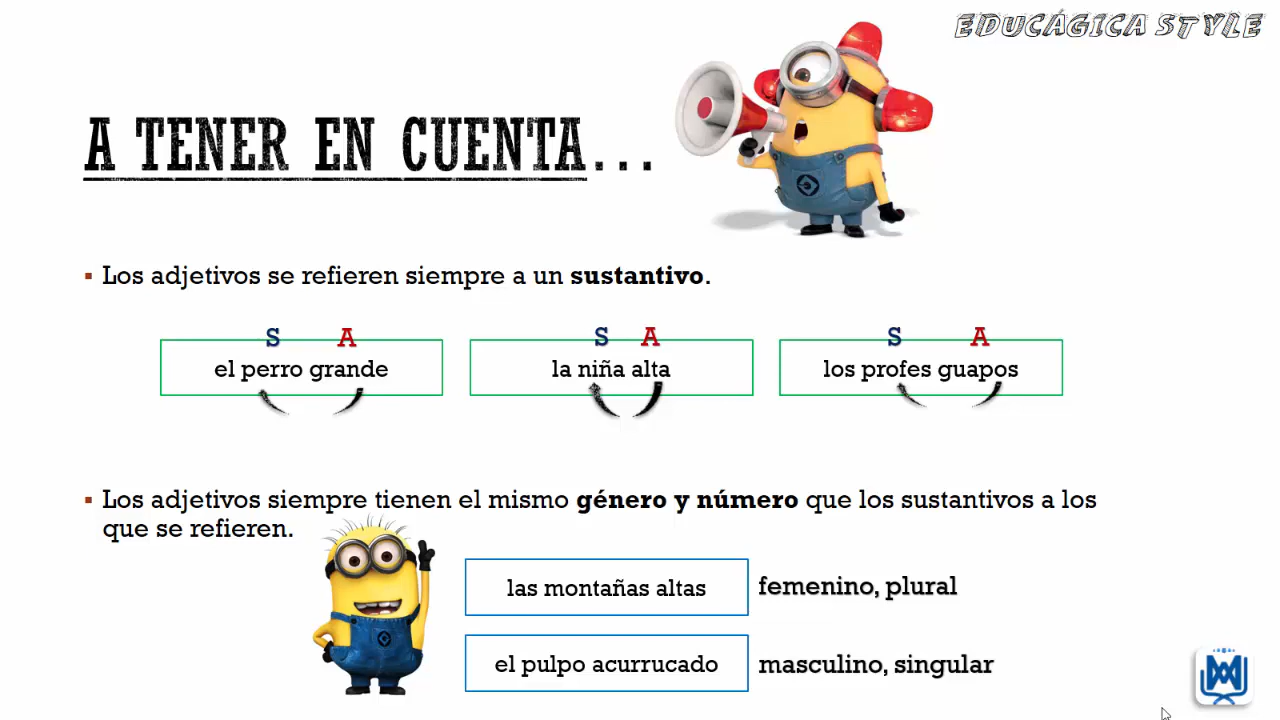 EDUCÁGICA STYLE
A TENER EN CUENTA...
▪ Los adjetivos se refieren siempre a un sustantivo.
S A S A S A
el perro grande la niña alta los profes guapos
▪ Los adjetivos siempre tienen el mismo género y número que los sustantivos a los
que se refieren.
las montañas altas femenino, plural
el pulpo acurrucado masculino, singular